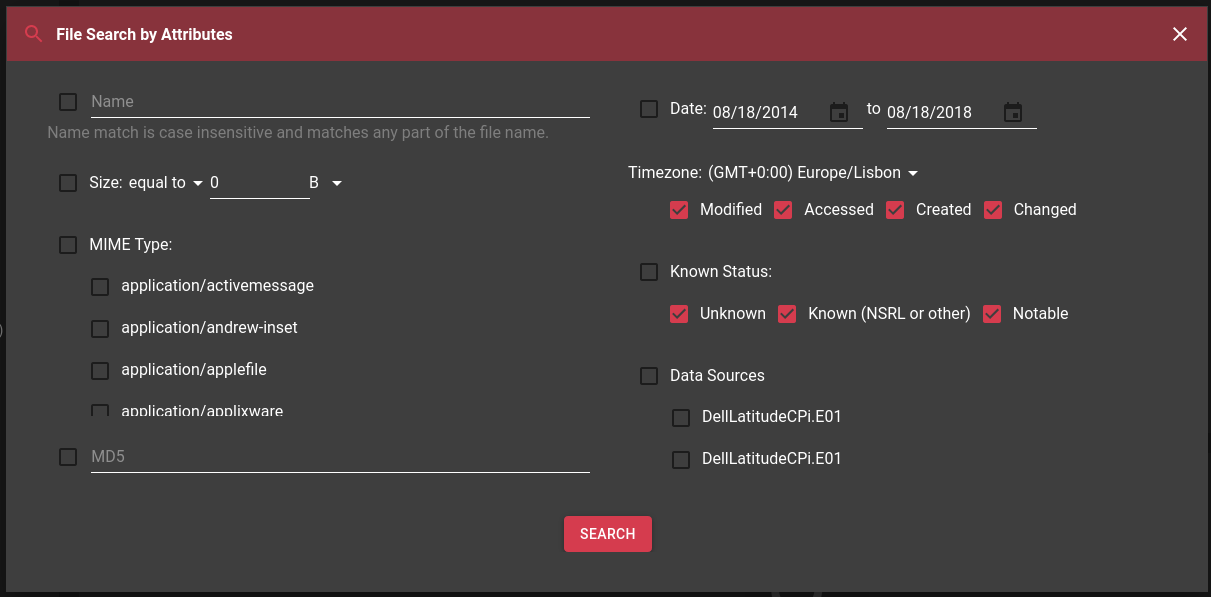 File Search by Attributes
Name
Name match is case insensitive and matches any part of the file name.
Size: equal to 0 B
MIME Type:
application/activemessage
application/andrew-inset
application/applefile
application/applixware
MD5
Date: 08/18/2014 to 08/18/2018
Timezone: (GMT+0:00) Europe/Lisbon
Modified Accessed Created Changed
Known Status:
Unknown Known (NSRL or other) Notable
Data Sources
DellLatitudeCPi.E01
DellLatitudeCPi.E01
SEARCH